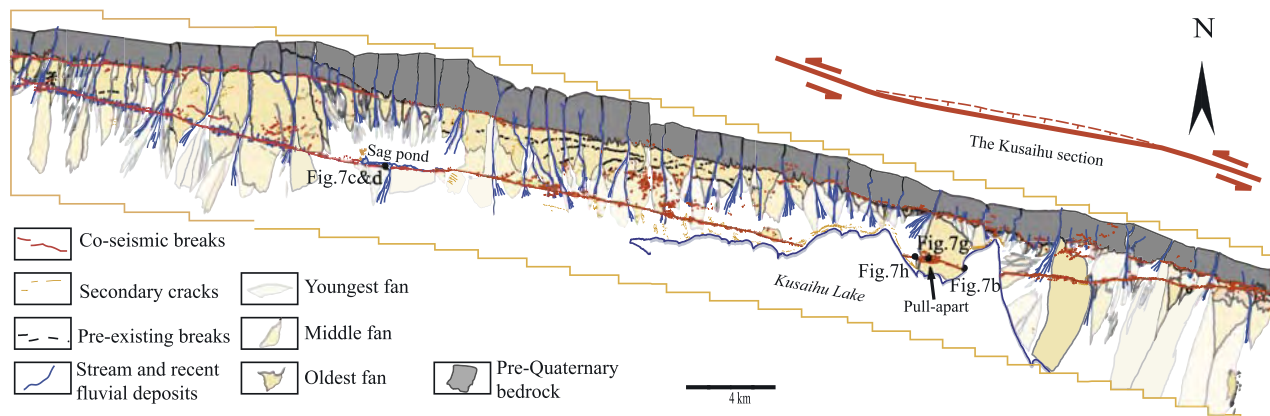 N
The Kusaihu section
Sag pond
Fig.7c&d
Fig.7g
Fig.7h
Fig.7b
Pull-apart
Kusaihu Lake
Co-seismic breaks
Secondary cracks
Pre-existing breaks
Stream and recent
fluvial deposits
Youngest fan
Middle fan
Oldest fan
Pre-Quaternary
bedrock
4 km